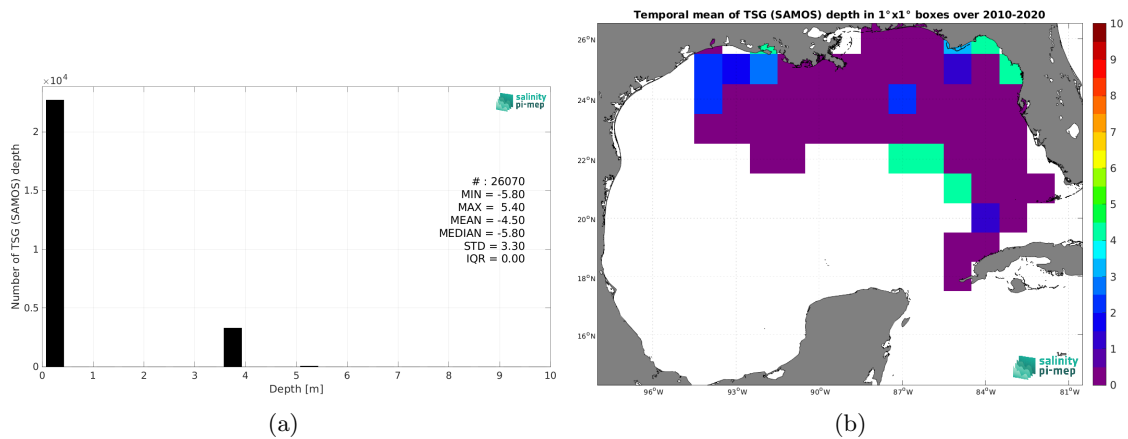 Temporal mean of TSG (SAMOS) depth in 1°x1° boxes over 2010-2020
×10⁴
2
1.5
1
0.5
0
Number of TSG (SAMOS) depth
salinity
pi-mep
# : 26070
MIN = -5.80
MAX = 5.40
MEAN = -4.50
MEDIAN = -5.80
STD = 3.30
IQR = 0.00
0 1 2 3 4 5 6 7 8 9 10
Depth [m]
26°N
24°N
22°N
20°N
18°N
16°N
96°W 93°W 90°W 87°W 84°W 81°W
salinity
pi-mep
10
9
8
7
6
5
4
3
2
1
0
(a) (b)